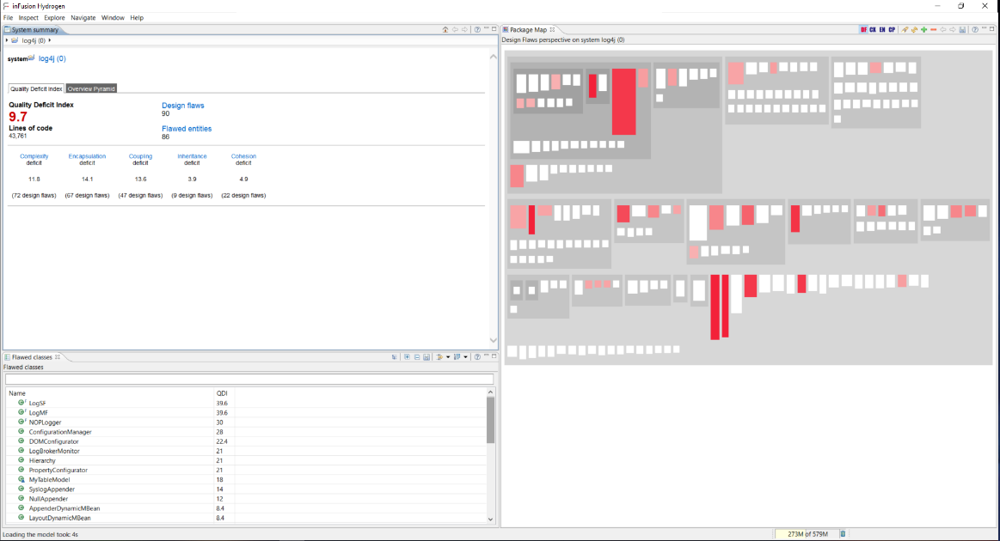 inFusion Hydrogen
File Inspect Explore Navigate Window Help
System summary
log4j (0)
system log4j (0)
Quality Deficit Index Overview Pyramid
Quality Deficit Index
9.7
Design flaws
90
Lines of code
43,761
Flawed entities
86
Complexity Encapsulation Coupling Inheritance Cohesion
deficit deficit deficit deficit deficit
11.8 14.1 13.6 3.9 4.9
(72 design flaws) (67 design flaws) (47 design flaws) (9 design flaws) (22 design flaws)
Flawed classes
Flawed classes
Name QDI
LogSF 39.6
LogMF 39.6
NOPLogger 30
ConfigurationManager 28
DOMConfigurator 22.4
LogBrokerMonitor 21
Hierarchy 21
PropertyConfigurator 21
MyTableModel 18
SyslogAppender 14
NullAppender 12
AppenderDynamicMBean 8.4
LayoutDynamicMBean 8.4
Loading the model took: 4s
Package Map
DF CX EN CP
Design Flaws perspective on system log4j (0)
273M of 579M